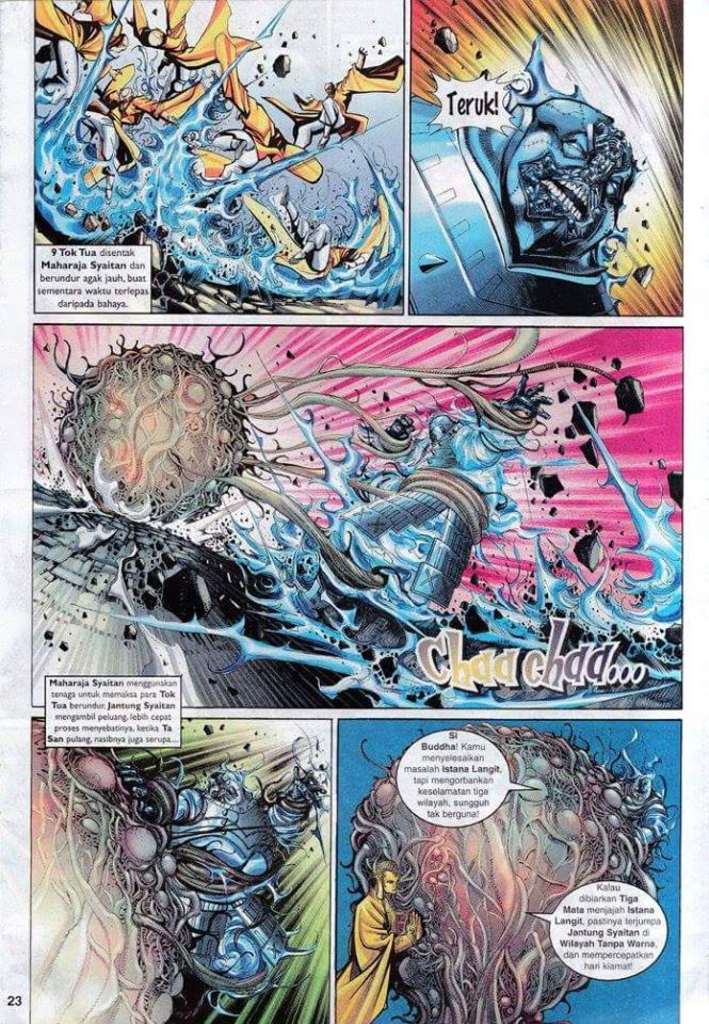 9 Tok Tua disentak
Maharaja Syaitan dan
berundur agak jauh, buat
sementara waktu terlepas
daripada bahaya.
Teruk!
Chaa chaa...
Maharaja Syaitan menggunakan
tenaga untuk memaksa para Tok
Tua berundur. Jantung Syaitan
mengambil peluang, lebih cepat
proses menyebatinya, ketika Ta
San pulang, nasibnya juga serupa...
Si
Buddha! Kamu
menyelesaikan
masalah Istana Langit,
tapi mengorbankan
keselamatan tiga
wilayah, sungguh
tak berguna!
Kalau
dibiarkan Tiga
Mata menjajah Istana
Langit, pastinya terjumpa
Jantung Syaitan di
Wilayah Tanpa Warna,
dan mempercepatkan
hari kiamat!
23